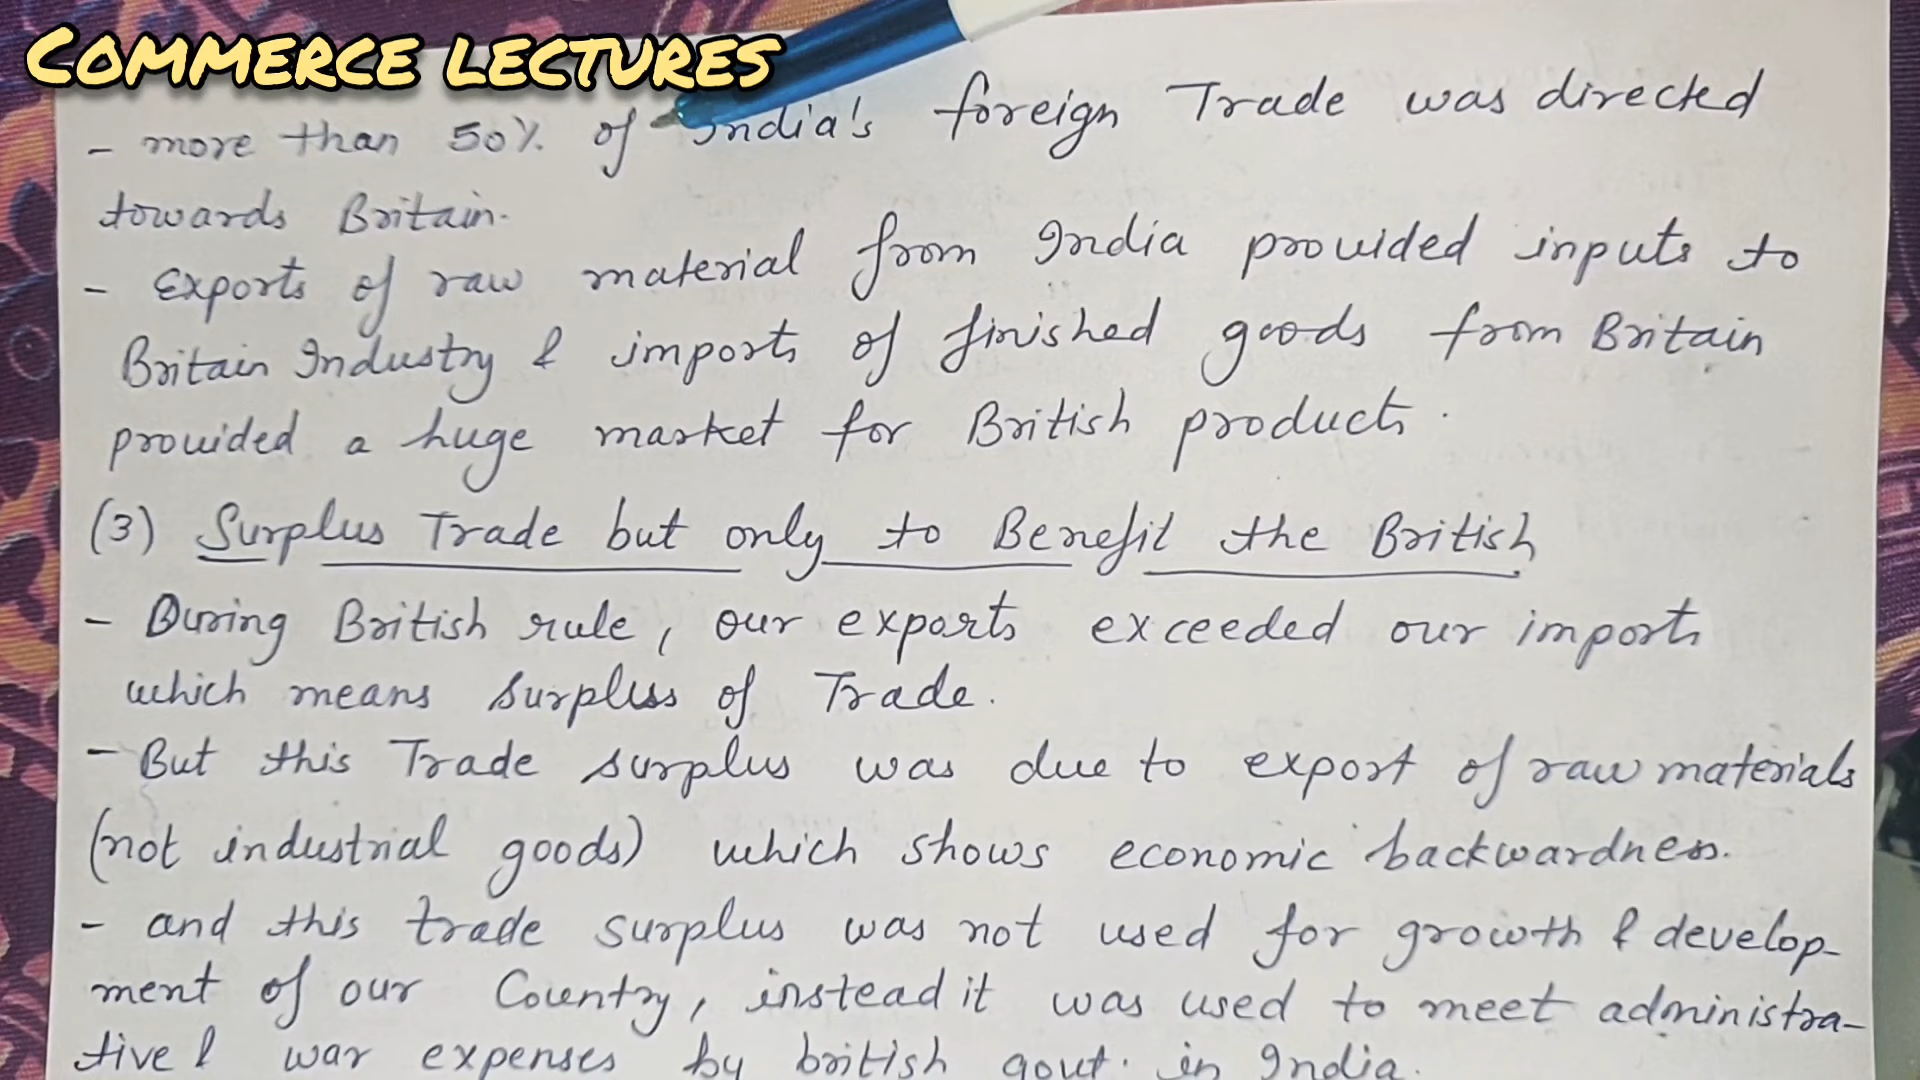 COMMERCE LECTURES
- more than 50% of India's foreign Trade was directed
towards Britain.
- Exports of raw material from India provided inputs to
Britain Industry & imports of finished goods from Britain
provided a huge market for British products.
(3) Surplus Trade but only to Benefit the British
- During British rule, our exports exceeded our imports
which means surpluss of Trade.
- But this Trade surplus was due to export of raw materials
(not industrial goods) which shows economic backwardness.
- and this trade surplus was not used for growth & develop-
ment of our Country, instead it was used to meet administra-
tive & war expenses by british govt. in India.